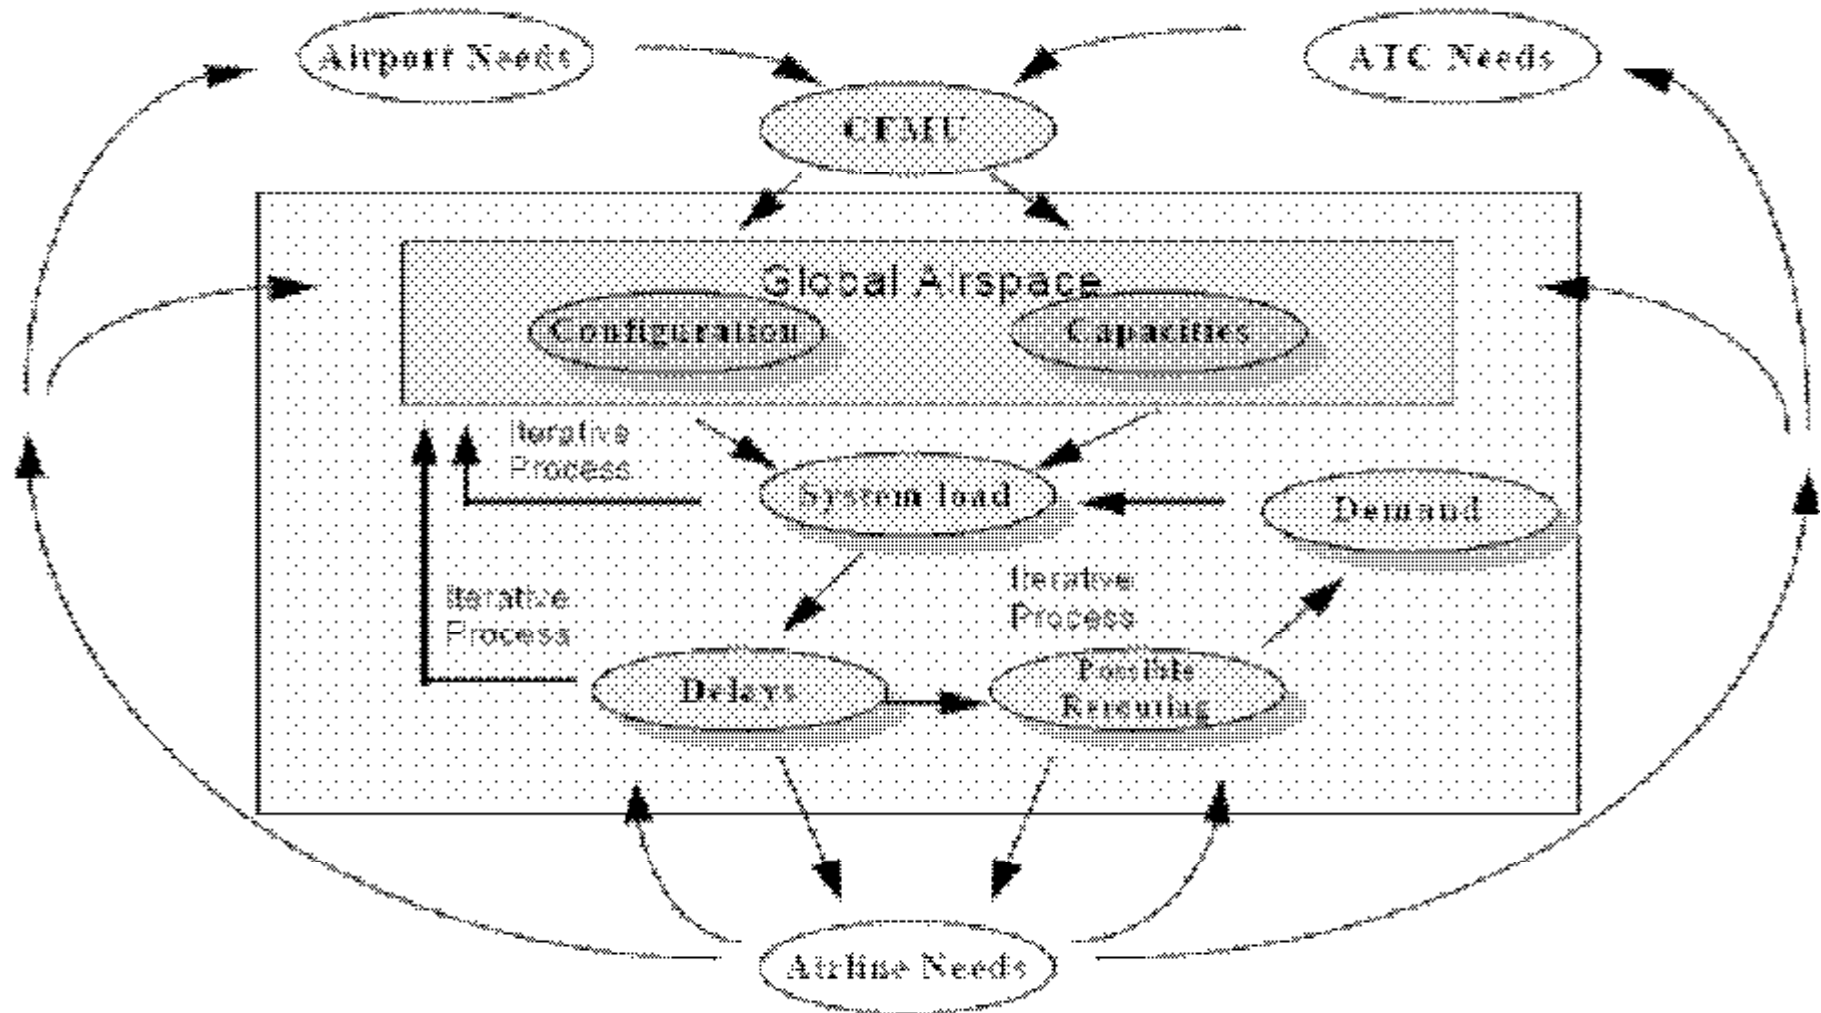 Airport Needs
ATC Needs
CFMU
Global Airspace
Configuration
Capacities
Iterative
Process
System load
Demand
Iterative
Process
Iterative
Process
Delays
Possible
Rerouting
Airline Needs